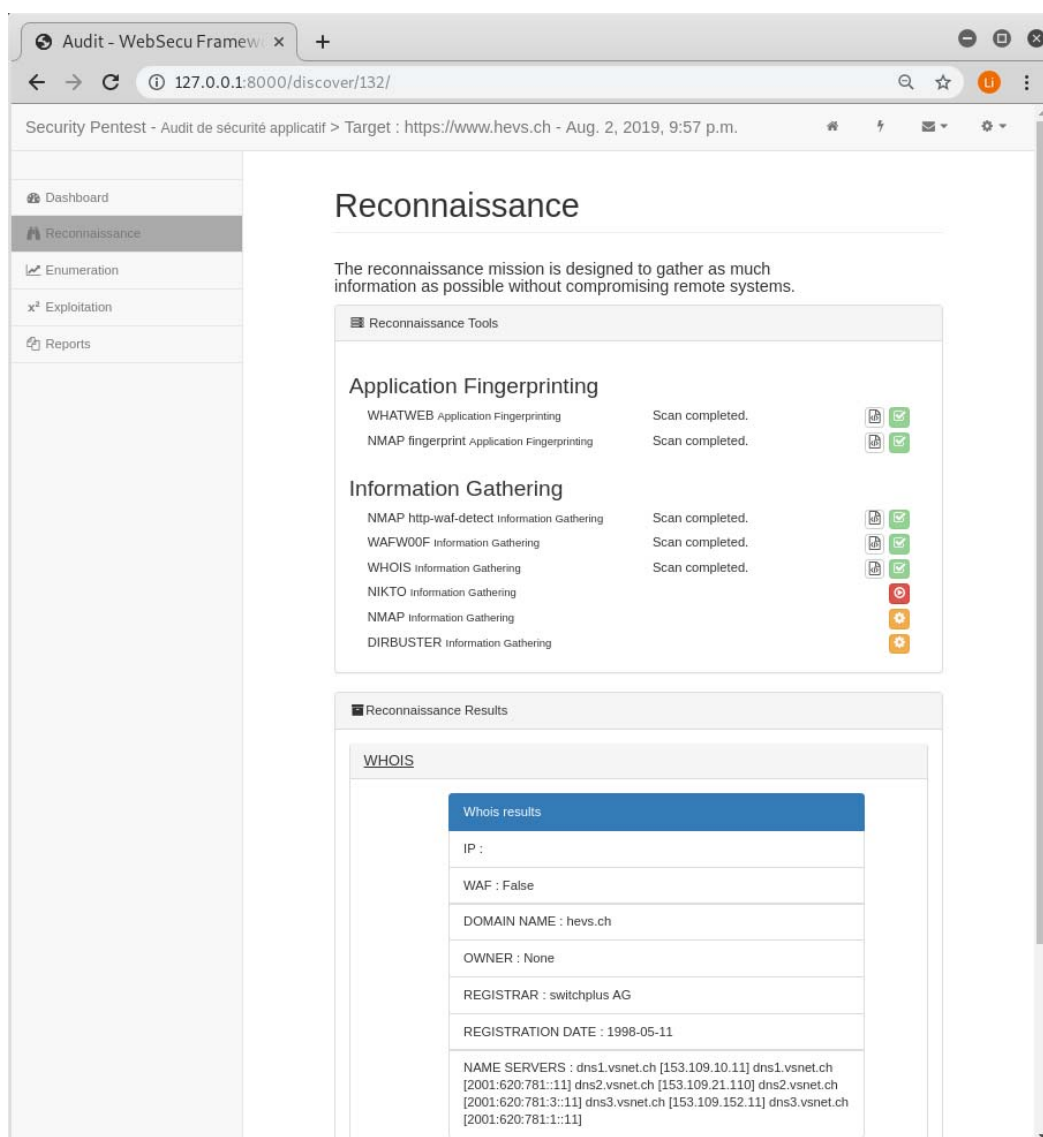 Audit - WebSecu Framew
127.0.0.1:8000/discover/132/
Li
Security Pentest - Audit de sécurité applicatif > Target : https://www.hevs.ch - Aug. 2, 2019, 9:57 p.m.
Dashboard
Reconnaissance
Enumeration
x² Exploitation
Reports
Reconnaissance
The reconnaissance mission is designed to gather as much
information as possible without compromising remote systems.
Reconnaissance Tools
Application Fingerprinting
WHATWEB Application Fingerprinting Scan completed.
NMAP fingerprint Application Fingerprinting Scan completed.
Information Gathering
NMAP http-waf-detect Information Gathering Scan completed.
WAFW00F Information Gathering Scan completed.
WHOIS Information Gathering Scan completed.
NIKTO Information Gathering
NMAP Information Gathering
DIRBUSTER Information Gathering
Reconnaissance Results
WHOIS
Whois results
IP :
WAF : False
DOMAIN NAME : hevs.ch
OWNER : None
REGISTRAR : switchplus AG
REGISTRATION DATE : 1998-05-11
NAME SERVERS : dns1.vsnet.ch [153.109.10.11] dns1.vsnet.ch
[2001:620:781::11] dns2.vsnet.ch [153.109.21.110] dns2.vsnet.ch
[2001:620:781:3::11] dns3.vsnet.ch [153.109.152.11] dns3.vsnet.ch
[2001:620:781:1::11]